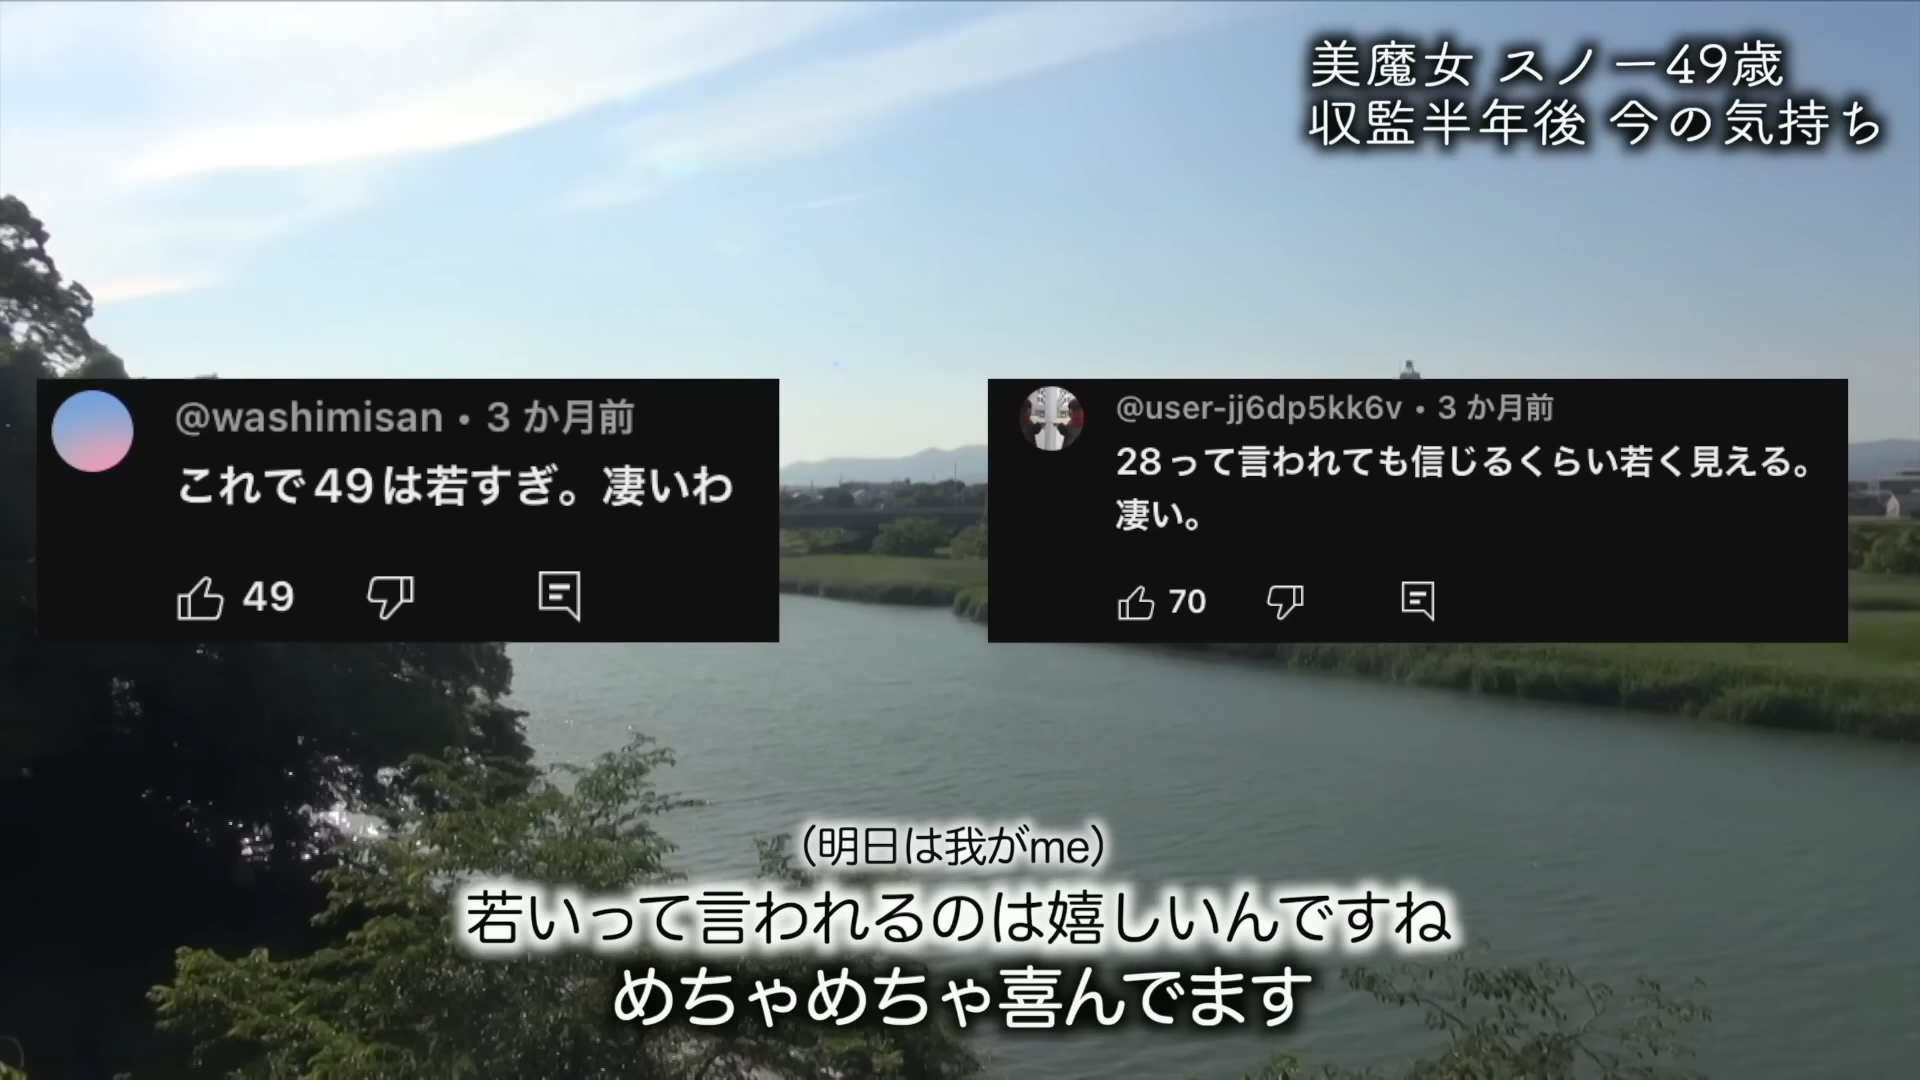 美魔女 スノー49歳
収監半年後 今の気持ち
@washimisan・3 か月前
これで49は若すぎ。凄いわ
49
@user-jj6dp5kk6v・3 か月前
28って言われても信じるくらい若く見える。
凄い。
70
（明日は我がme）
若いって言われるのは嬉しいんですね
めちゃめちゃ喜んでます